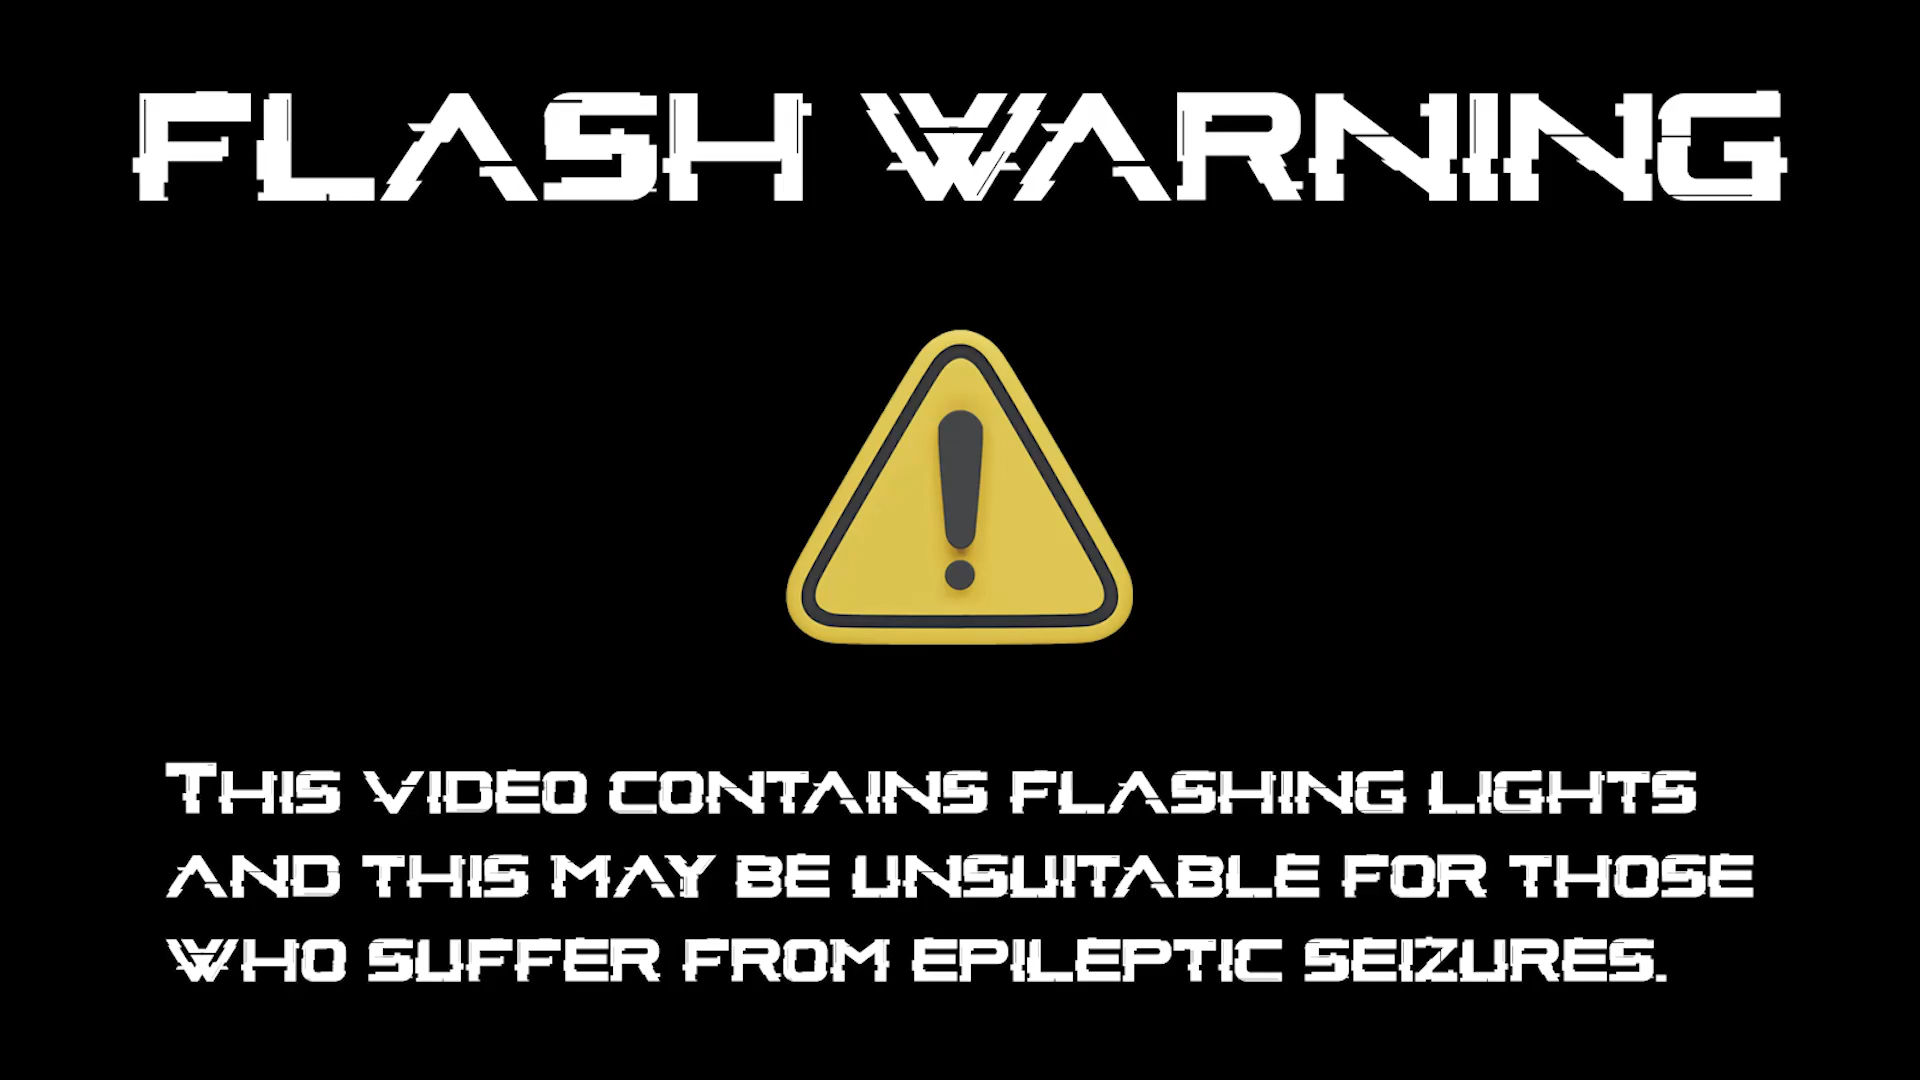 FLASH WARNING
THIS VIDEO CONTAINS FLASHING LIGHTS
AND THIS MAY BE UNSUITABLE FOR THOSE
WHO SUFFER FROM EPILEPTIC SEIZURES.